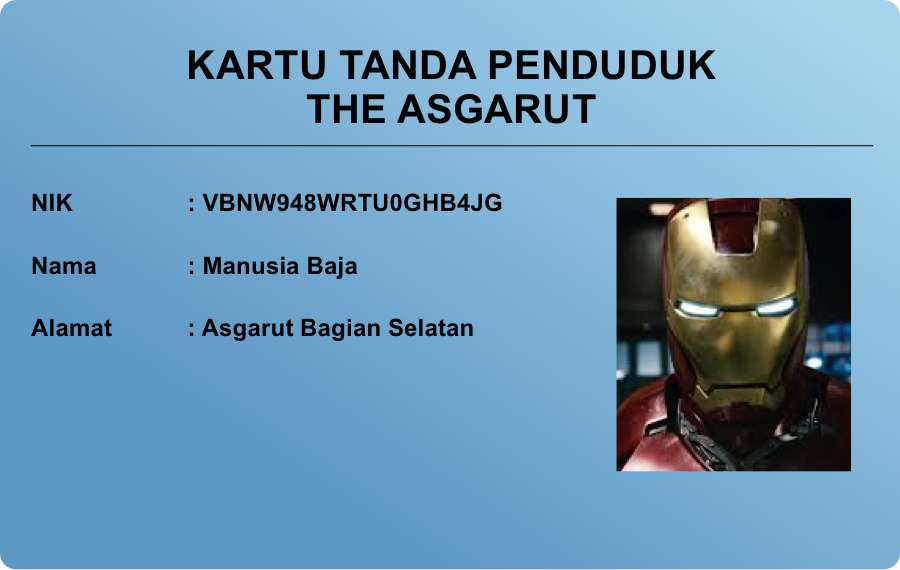 KARTU TANDA PENDUDUK
THE ASGARUT
NIK : VBNW948WRTU0GHB4JG
Nama : Manusia Baja
Alamat : Asgarut Bagian Selatan